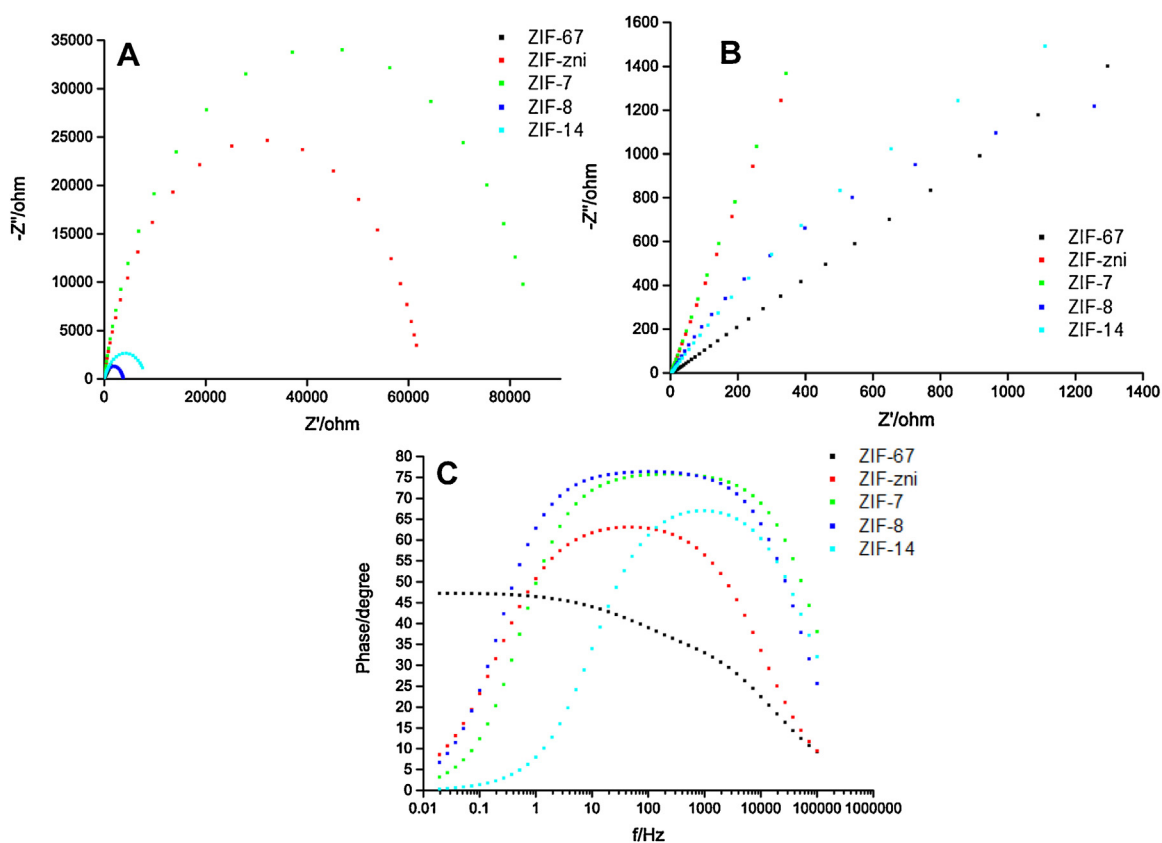 A
ZIF-67
ZIF-zni
ZIF-7
ZIF-8
ZIF-14
35000
30000
25000
20000
15000
10000
5000
0
-Z"/ohm
0
20000
40000
60000
80000
Z'/ohm
B
1600
1400
1200
1000
800
600
400
200
0
-Z"/ohm
ZIF-67
ZIF-zni
ZIF-7
ZIF-8
ZIF-14
0
200
400
600
800
1000
1200
1400
Z'/ohm
C
80
75
70
65
60
55
50
45
40
35
30
25
20
15
10
5
0
Phase/degree
ZIF-67
ZIF-zni
ZIF-7
ZIF-8
ZIF-14
0.01
0.1
1
10
100
1000
10000
100000
1000000
f/Hz